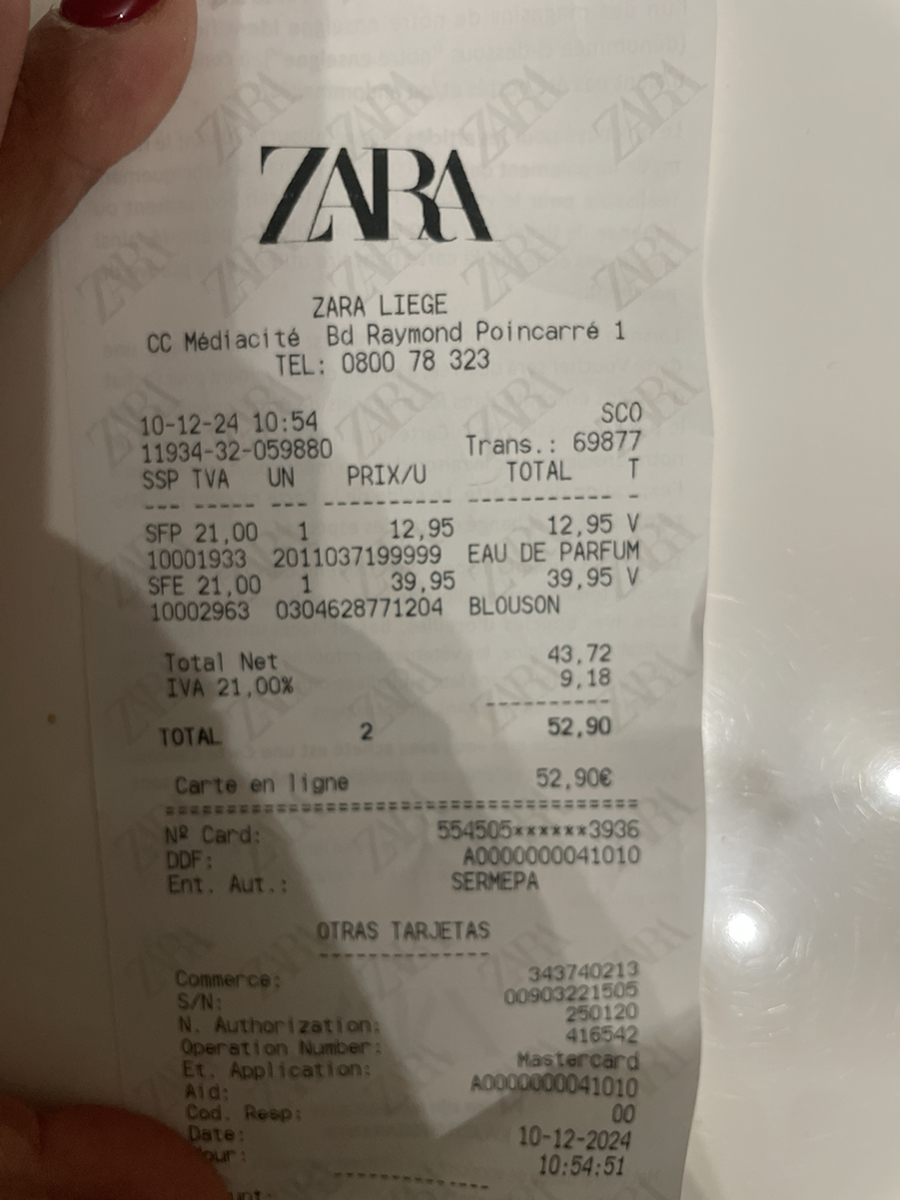 ZARA
ZARA LIEGE
CC Médiacité Bd Raymond Poincarré 1
TEL: 0800 78 323
10-12-24 10:54 SCO
11934-32-059880 Trans.: 69877
SSP TVA UN PRIX/U TOTAL T
--- ----- --- ---------- ----------- -
SFP 21,00 1 12,95 12,95 V
10001933 2011037199999 EAU DE PARFUM
SFE 21,00 1 39,95 39,95 V
10002963 0304628771204 BLOUSON
Total Net 43,72
IVA 21,00% 9,18
----------
TOTAL 2 52,90
Carte en ligne 52,90€
======================================
Nº Card: 554505******3936
DDF: A0000000041010
Ent. Aut.: SERMEPA
OTRAS TARJETAS
--------------
Commerce: 343740213
S/N: 00903221505
N. Authorization: 250120
Operation Number: 416542
Et. Application: Mastercard
Aid: A0000000041010
Cod. Resp: 00
Date: 10-12-2024
our: 10:54:51
-------------